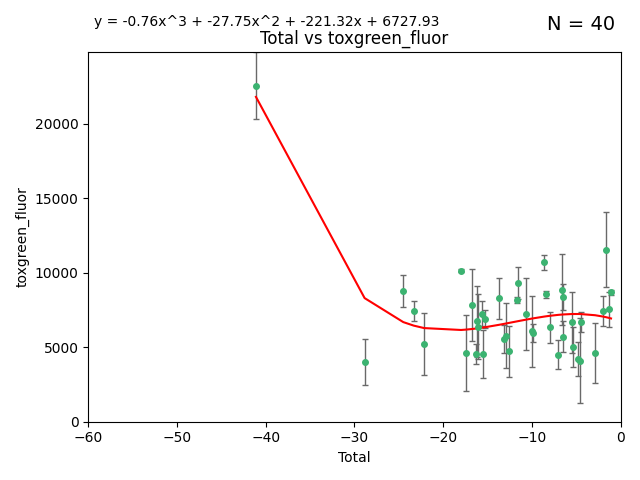 y = -0.76x^3 + -27.75x^2 + -221.32x + 6727.93
N = 40
Total vs toxgreen_fluor
toxgreen_fluor
20000
15000
10000
5000
0
−60
−50
−40
−30
−20
−10
0
Total